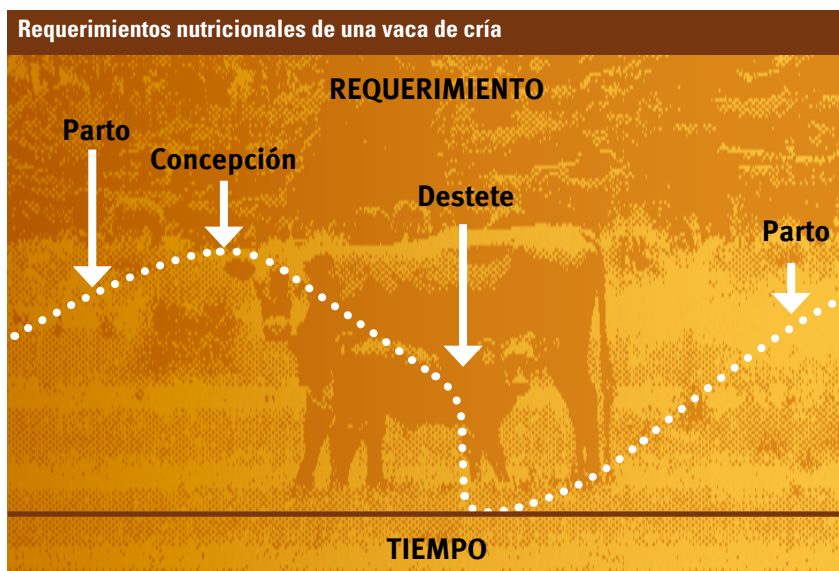 Requerimientos nutricionales de una vaca de cría
REQUERIMIENTO
Parto
Concepción
Destete
Parto
TIEMPO